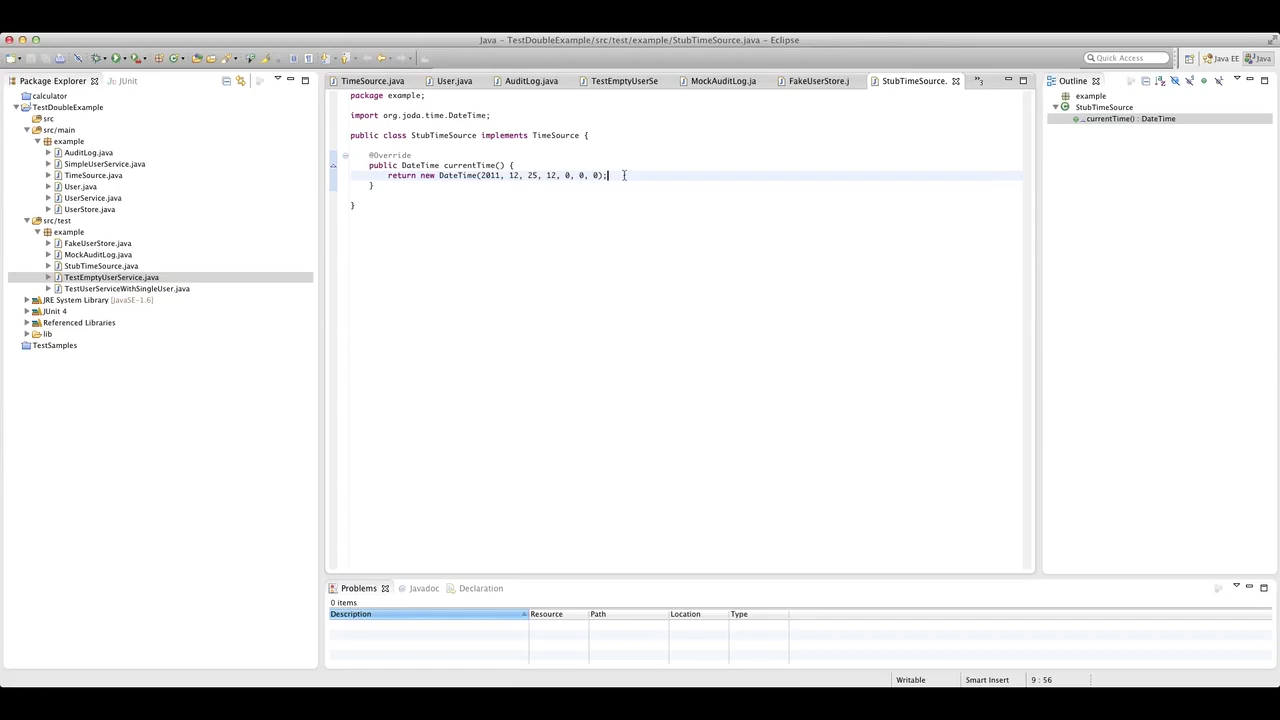 Java – TestDoubleExample/src/test/example/StubTimeSource.java – Eclipse
Quick Access
Java EE
Java
Package Explorer
JUnit
calculator
TestDoubleExample
src
src/main
example
AuditLog.java
SimpleUserService.java
TimeSource.java
User.java
UserService.java
UserStore.java
src/test
example
FakeUserStore.java
MockAuditLog.java
StubTimeSource.java
TestEmptyUserService.java
TestUserServiceWithSingleUser.java
JRE System Library [JavaSE-1.6]
JUnit 4
Referenced Libraries
lib
TestSamples
TimeSource.java
User.java
AuditLog.java
TestEmptyUserSe
MockAuditLog.ja
FakeUserStore.j
StubTimeSource.
»3
package example;
import org.joda.time.DateTime;
public class StubTimeSource implements TimeSource {
@Override
public DateTime currentTime() {
return new DateTime(2011, 12, 25, 12, 0, 0, 0);
}
}
Outline
example
StubTimeSource
currentTime() : DateTime
Problems
Javadoc
Declaration
0 items
Description Resource Path Location Type
Writable
Smart Insert
9 : 56